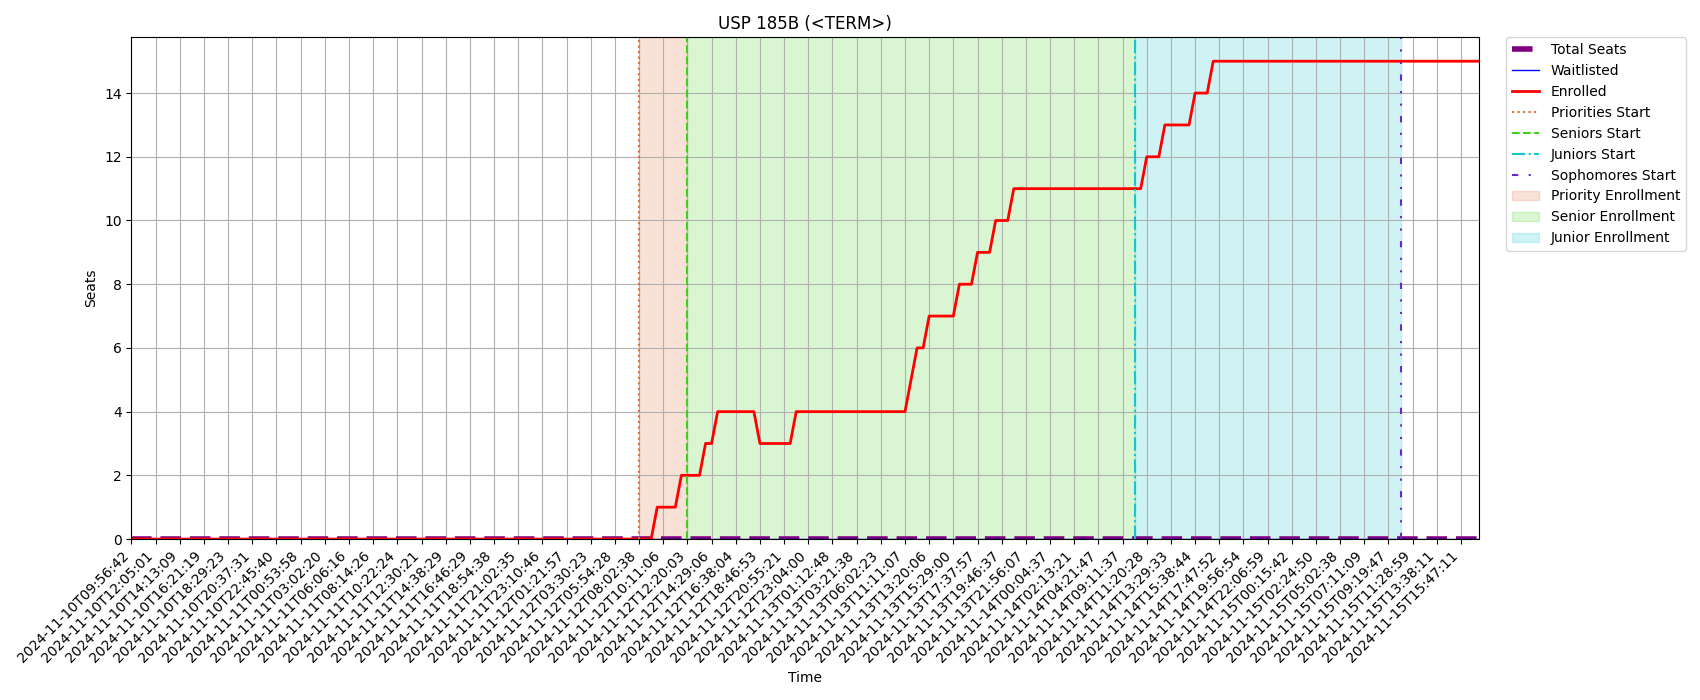 USP 185B (<TERM>)
Total Seats
Waitlisted
Enrolled
Priorities Start
Seniors Start
Juniors Start
Sophomores Start
Priority Enrollment
Senior Enrollment
Junior Enrollment
Seats
14
12
10
8
6
4
2
0
2024-11-10T09:56:42
2024-11-10T12:05:01
2024-11-10T14:13:09
2024-11-10T16:21:19
2024-11-10T18:29:23
2024-11-10T20:37:31
2024-11-10T22:45:40
2024-11-11T00:53:58
2024-11-11T03:02:20
2024-11-11T06:06:16
2024-11-11T08:14:26
2024-11-11T10:22:24
2024-11-11T12:30:21
2024-11-11T14:38:29
2024-11-11T16:46:29
2024-11-11T18:54:38
2024-11-11T21:02:35
2024-11-11T23:10:46
2024-11-12T01:21:57
2024-11-12T03:30:23
2024-11-12T05:54:28
2024-11-12T08:02:38
2024-11-12T10:11:06
2024-11-12T12:20:03
2024-11-12T14:29:06
2024-11-12T16:38:04
2024-11-12T18:46:53
2024-11-12T20:55:21
2024-11-12T23:04:00
2024-11-13T01:12:48
2024-11-13T03:21:38
2024-11-13T06:02:23
2024-11-13T11:11:07
2024-11-13T13:20:06
2024-11-13T15:29:00
2024-11-13T17:37:57
2024-11-13T19:46:37
2024-11-13T21:56:07
2024-11-14T00:04:37
2024-11-14T02:13:21
2024-11-14T04:21:47
2024-11-14T09:11:37
2024-11-14T11:20:28
2024-11-14T13:29:33
2024-11-14T15:38:44
2024-11-14T17:47:52
2024-11-14T19:56:54
2024-11-14T22:06:59
2024-11-15T00:15:42
2024-11-15T02:24:50
2024-11-15T05:02:38
2024-11-15T07:11:09
2024-11-15T09:19:47
2024-11-15T11:28:59
2024-11-15T13:38:11
2024-11-15T15:47:11
Time